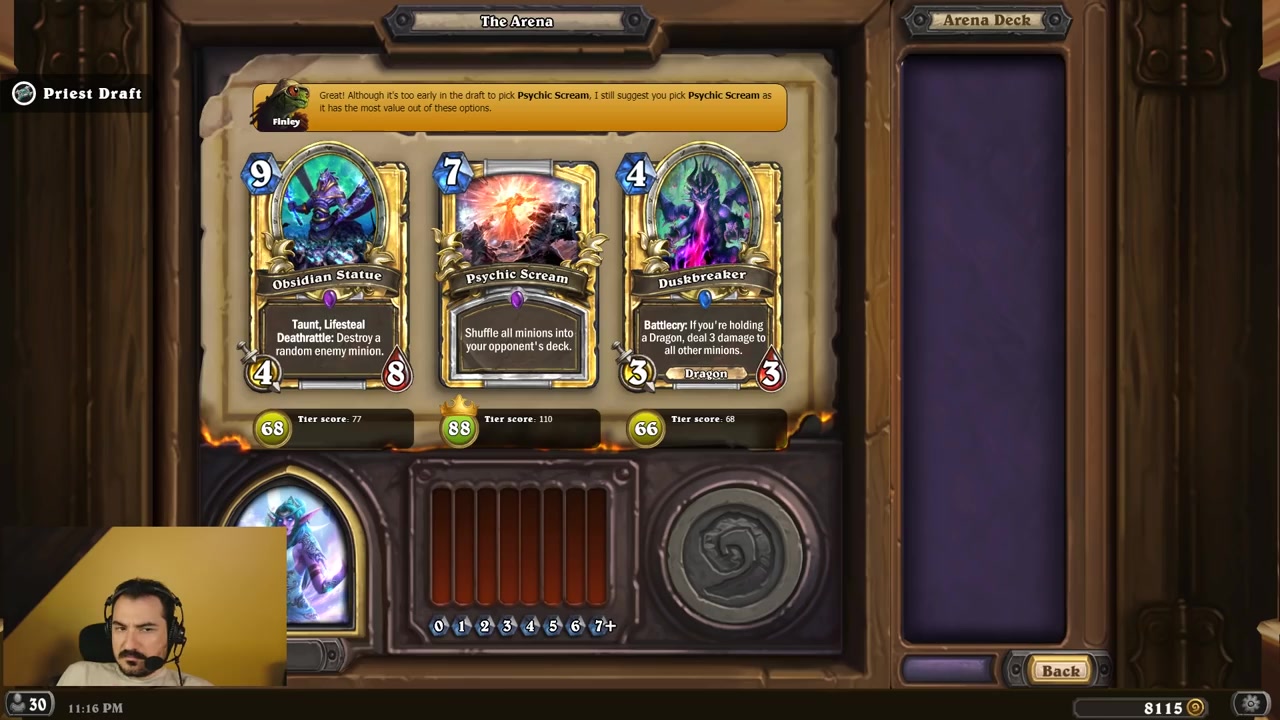 The Arena
Arena Deck
Priest Draft
Great! Although it's too early in the draft to pick Psychic Scream, I still suggest you pick Psychic Scream as
it has the most value out of these options.
Finley
9
7
4
Obsidian Statue
Psychic Scream
Duskbreaker
Taunt, Lifesteal
Deathrattle: Destroy a
random enemy minion.
Shuffle all minions into
your opponent's deck.
Battlecry: If you're holding
a Dragon, deal 3 damage to
all other minions.
4
8
3
Dragon
3
68
Tier score: 77
88
Tier score: 110
66
Tier score: 68
0 1 2 3 4 5 6 7+
Back
30
11:16 PM
8115